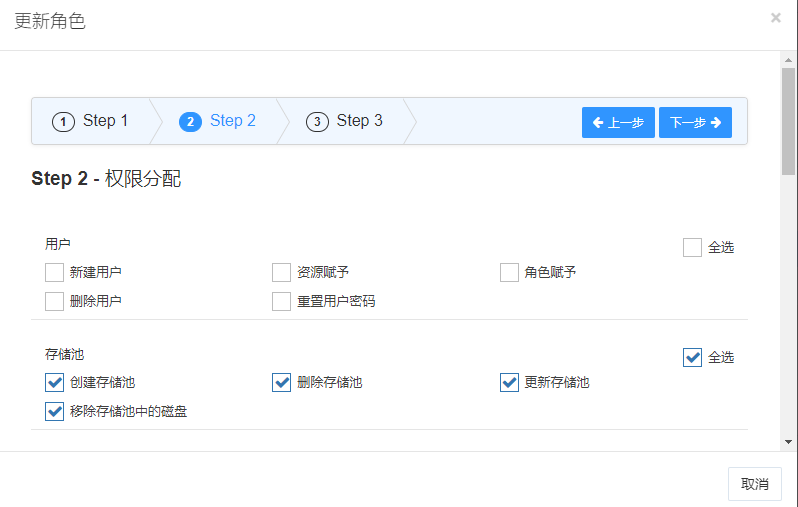 更新角色 ×
1 Step 1 2 Step 2 3 Step 3 上一步 下一步
Step 2 - 权限分配
用户 全选
新建用户 资源赋予 角色赋予
删除用户 重置用户密码
存储池 全选
创建存储池 删除存储池 更新存储池
移除存储池中的磁盘
取消